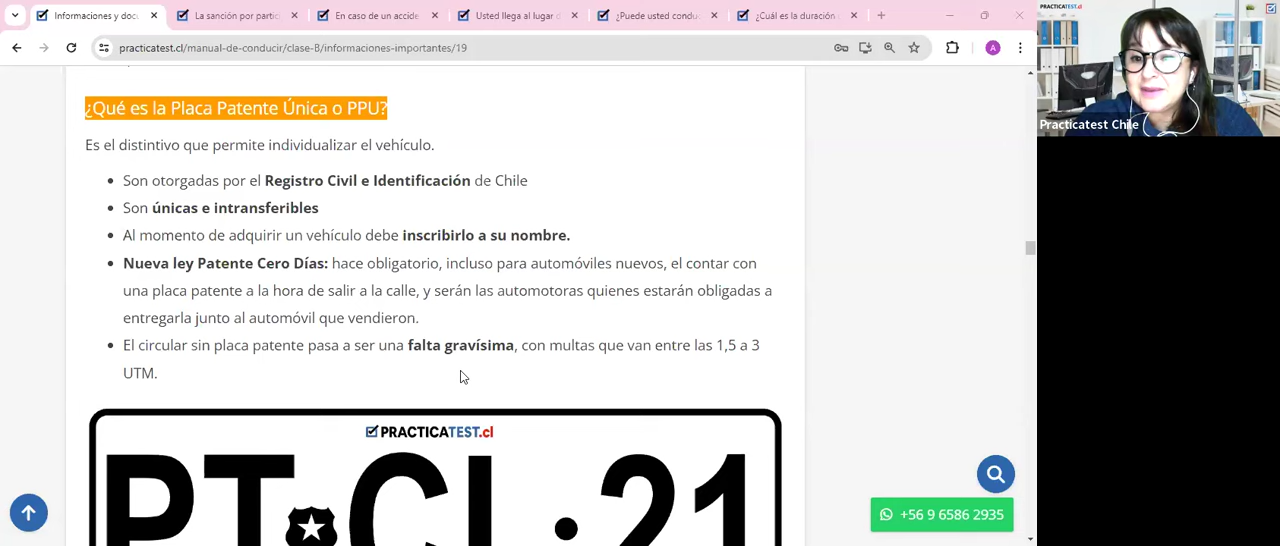 Informaciones y doc
La sanción por partici
En caso de un accide
Usted llega al lugar d
¿Puede usted condu
¿Cuál es la duración
practicatest.cl/manual-de-conducir/clase-B/informaciones-importantes/19
A
PRACTICATEST.cl
Practicatest Chile
¿Qué es la Placa Patente Única o PPU?
Es el distintivo que permite individualizar el vehículo.
• Son otorgadas por el Registro Civil e Identificación de Chile
• Son únicas e intransferibles
• Al momento de adquirir un vehículo debe inscribirlo a su nombre.
• Nueva ley Patente Cero Días: hace obligatorio, incluso para automóviles nuevos, el contar con
una placa patente a la hora de salir a la calle, y serán las automotoras quienes estarán obligadas a
entregarla junto al automóvil que vendieron.
• El circular sin placa patente pasa a ser una falta gravísima, con multas que van entre las 1,5 a 3
UTM.
PRACTICATEST.cl
PT CL · 21
+56 9 6586 2935